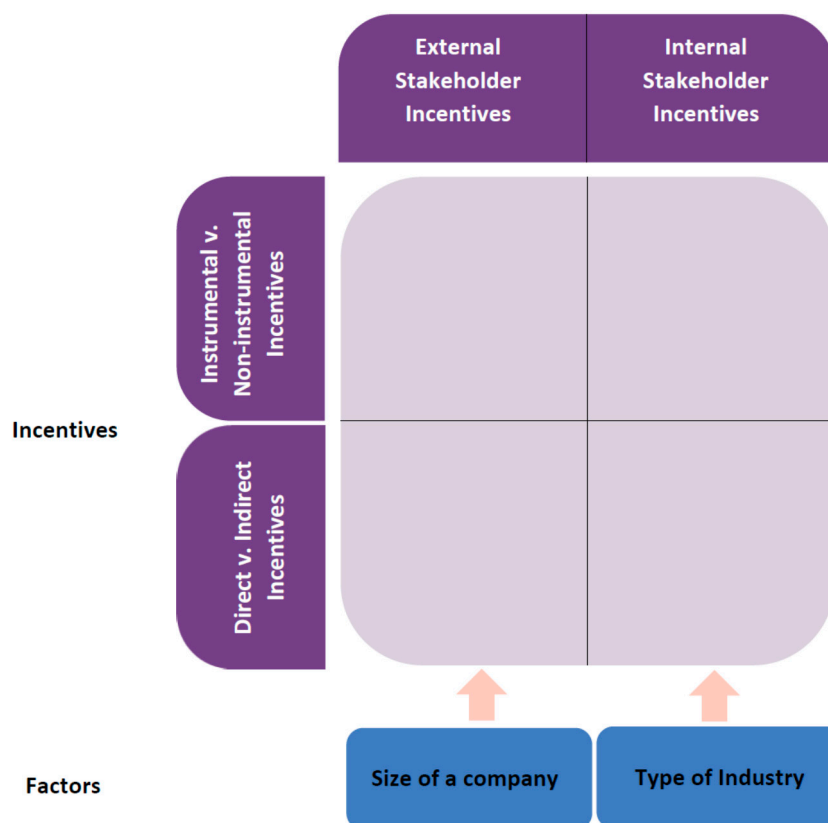 External
Stakeholder
Incentives
Internal
Stakeholder
Incentives
Instrumental v.
Non-instrumental
Incentives
Incentives
Direct v. Indirect
Incentives
Factors
Size of a company
Type of Industry